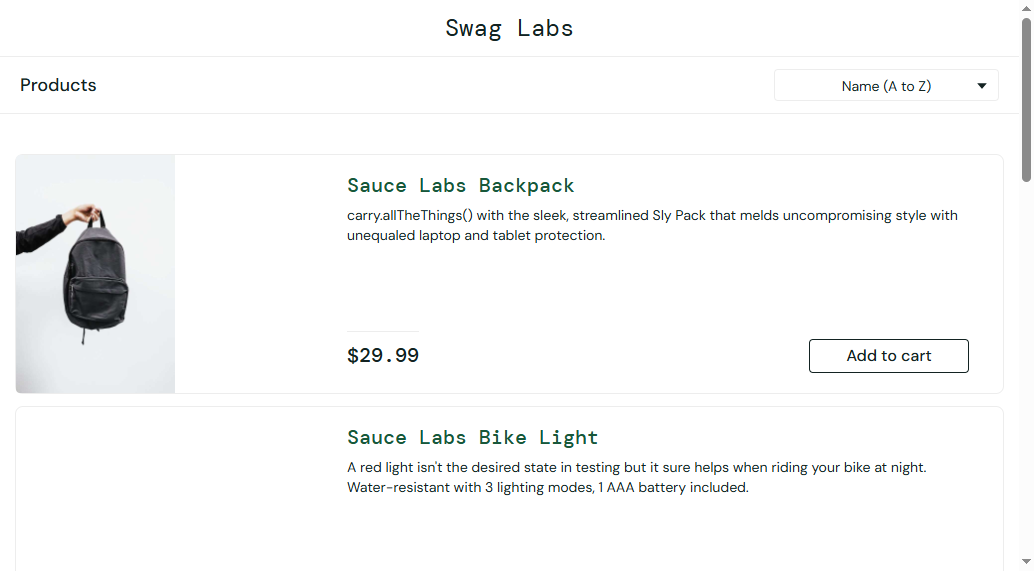 Swag Labs
Products
Name (A to Z)
Sauce Labs Backpack
carry.allTheThings() with the sleek, streamlined Sly Pack that melds uncompromising style with
unequaled laptop and tablet protection.
$29.99
Add to cart
Sauce Labs Bike Light
A red light isn't the desired state in testing but it sure helps when riding your bike at night.
Water-resistant with 3 lighting modes, 1 AAA battery included.